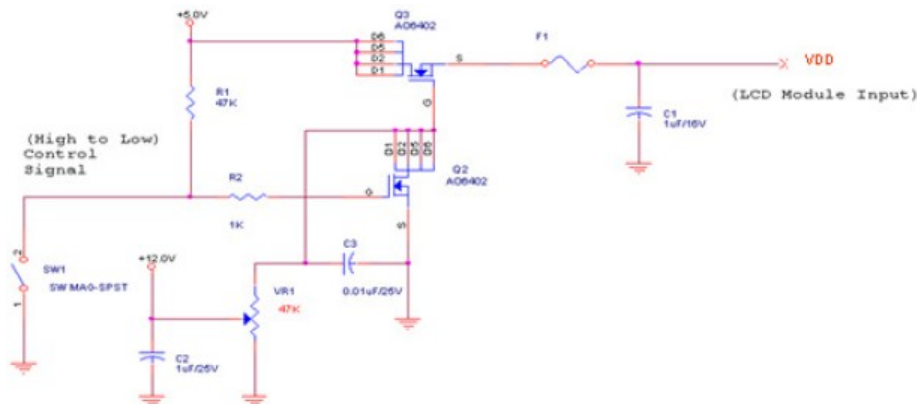 +5.0V
Q3
AO6402
D6
D5
D2
D1
S
G
F1
VDD
(LCD Module Input)
C1
1uF/16V
R1
47K
(High to Low)
Control
Signal
R2
1K
D1
D2
D5
D6
Q2
AO6402
G
S
2
SW1
SW MAG-SPST
1
+12.0V
C3
0.01uF/25V
VR1
47K
C2
1uF/25V